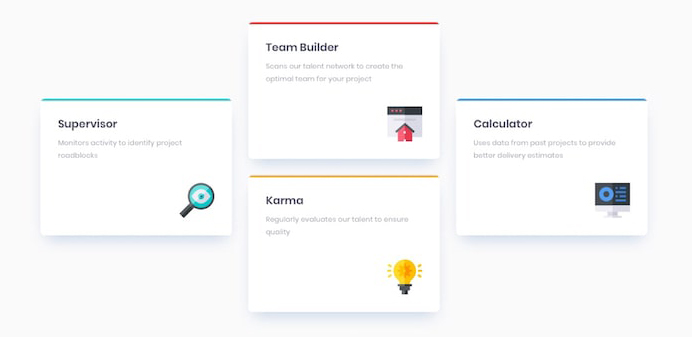 Team Builder
Scans our talent network to create the
optimal team for your project
Supervisor
Monitors activity to identify project
roadblocks
Calculator
Uses data from past projects to provide
better delivery estimates
Karma
Regularly evaluates our talent to ensure
quality